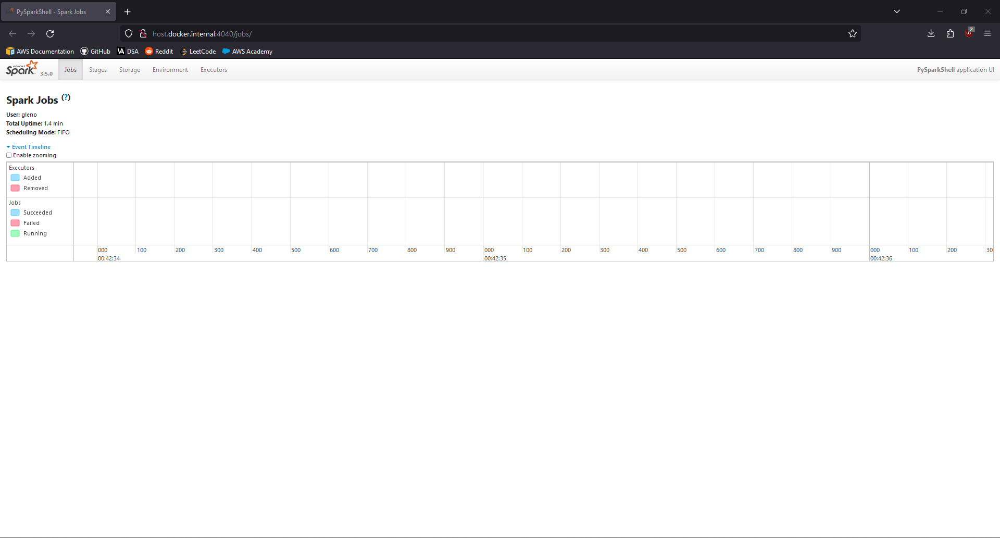 PySparkShell - Spark Jobs
host.docker.internal:4040/jobs/
2
AWS Documentation GitHub DSA Reddit LeetCode AWS Academy
APACHE Spark 3.5.0 Jobs Stages Storage Environment Executors PySparkShell application UI
Spark Jobs (?)
User: gleno
Total Uptime: 1.4 min
Scheduling Mode: FIFO
Event Timeline
Enable zooming
Executors
Added
Removed
Jobs
Succeeded
Failed
Running
000 100 200 300 400 500 600 700 800 900 000 100 200 300 400 500 600 700 800 900 000 100 200 30
00:42:34 00:42:35 00:42:36